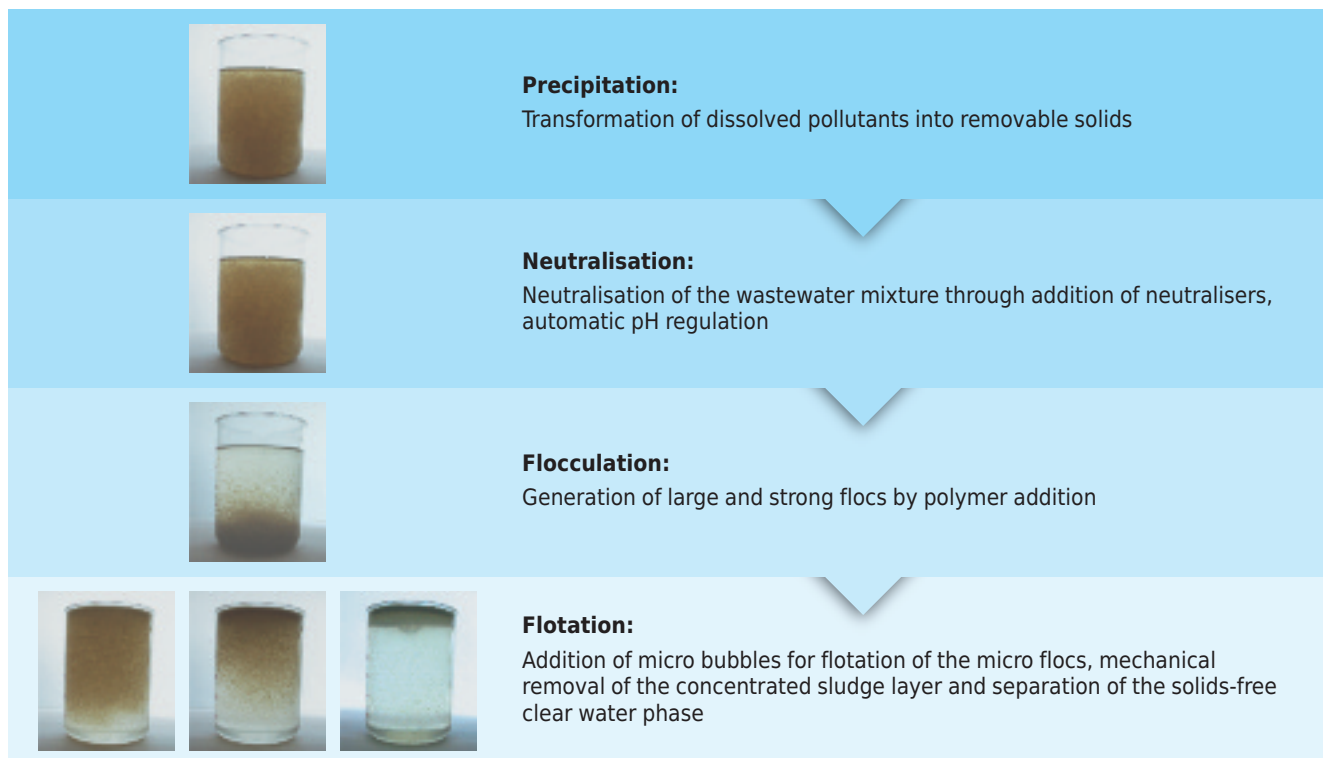 Precipitation:
Transformation of dissolved pollutants into removable solids
Neutralisation:
Neutralisation of the wastewater mixture through addition of neutralisers,
automatic pH regulation
Flocculation:
Generation of large and strong flocs by polymer addition
Flotation:
Addition of micro bubbles for flotation of the micro flocs, mechanical
removal of the concentrated sludge layer and separation of the solids-free
clear water phase